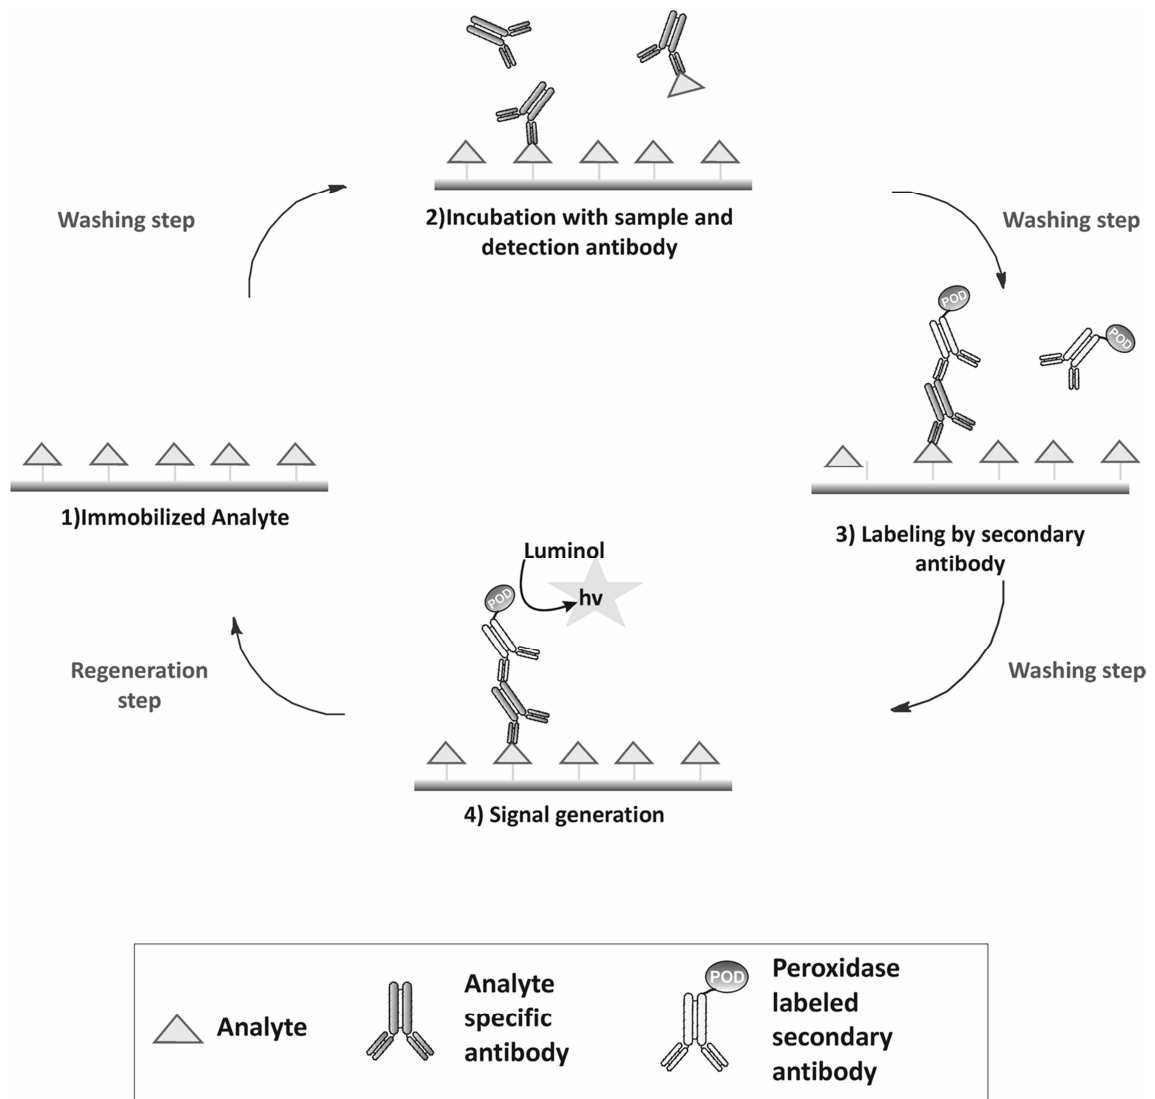 Washing step
2)Incubation with sample and
detection antibody
Washing step
POD
POD
1)Immobilized Analyte
3) Labeling by secondary
antibody
Luminol
hv
POD
Regeneration
step
Washing step
4) Signal generation
Analyte
Analyte
specific
antibody
POD
Peroxidase
labeled
secondary
antibody